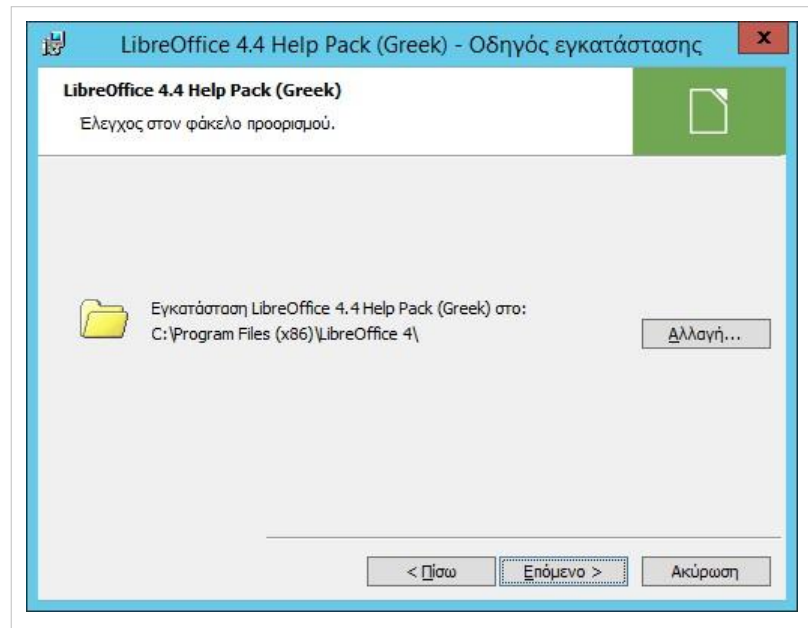 LibreOffice 4.4 Help Pack (Greek) - Οδηγός εγκατάστασης
x
LibreOffice 4.4 Help Pack (Greek)
Έλεγχος στον φάκελο προορισμού.
Εγκατάσταση LibreOffice 4.4 Help Pack (Greek) στο:
C:\Program Files (x86)\LibreOffice 4\
Αλλαγή...
< Πίσω
Επόμενο >
Ακύρωση